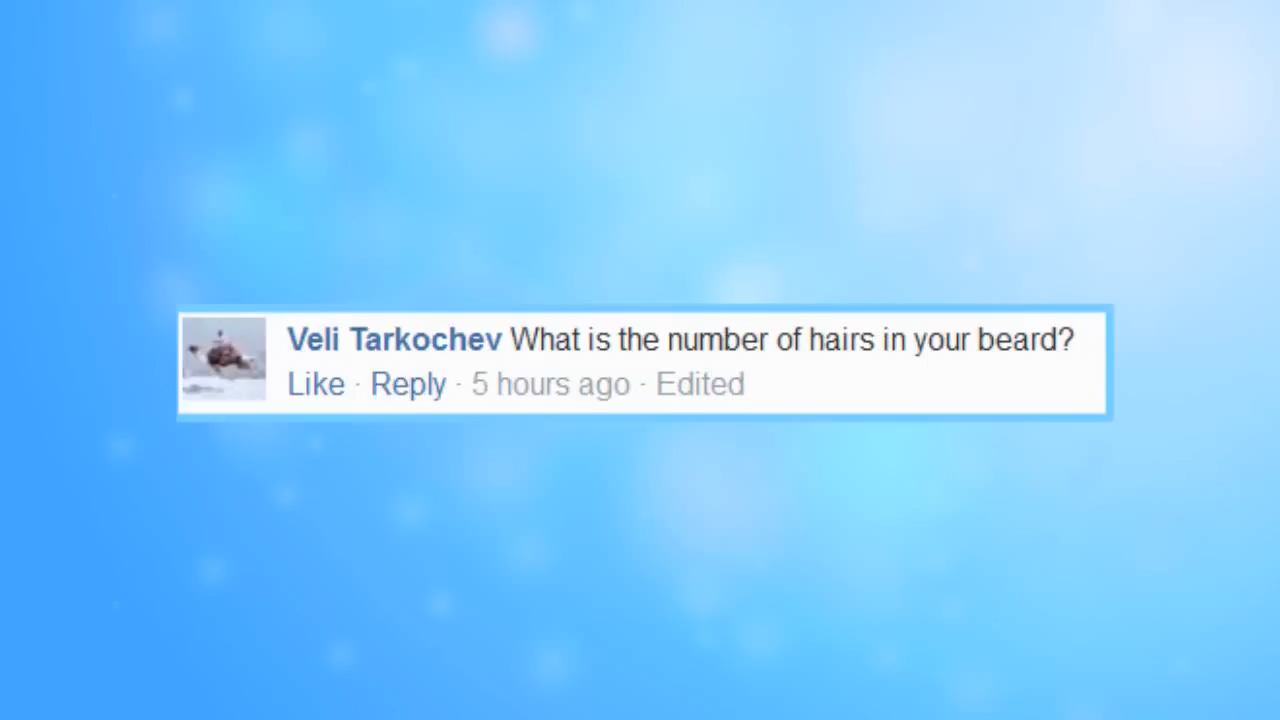 Veli Tarkochev What is the number of hairs in your beard?
Like · Reply · 5 hours ago · Edited